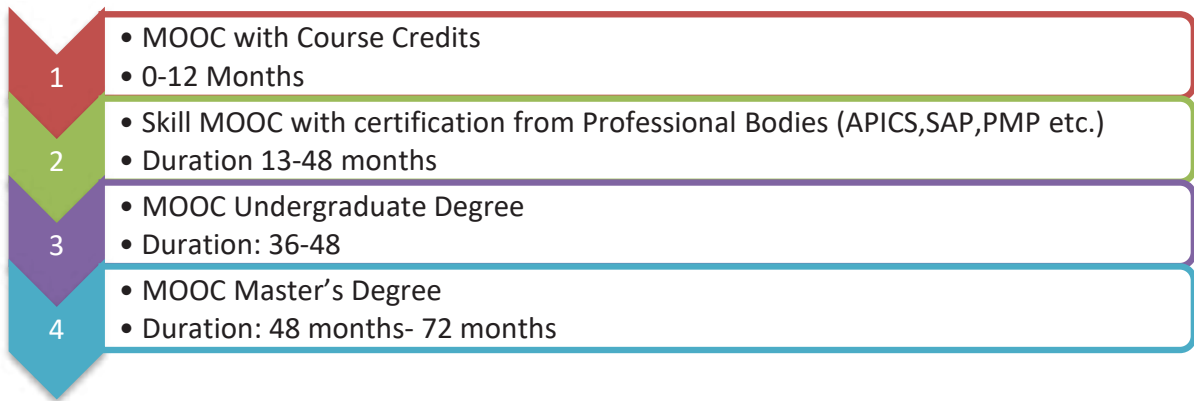 1
• MOOC with Course Credits
• 0-12 Months
2
• Skill MOOC with certification from Professional Bodies (APICS,SAP,PMP etc.)
• Duration 13-48 months
3
• MOOC Undergraduate Degree
• Duration: 36-48
4
• MOOC Master’s Degree
• Duration: 48 months- 72 months